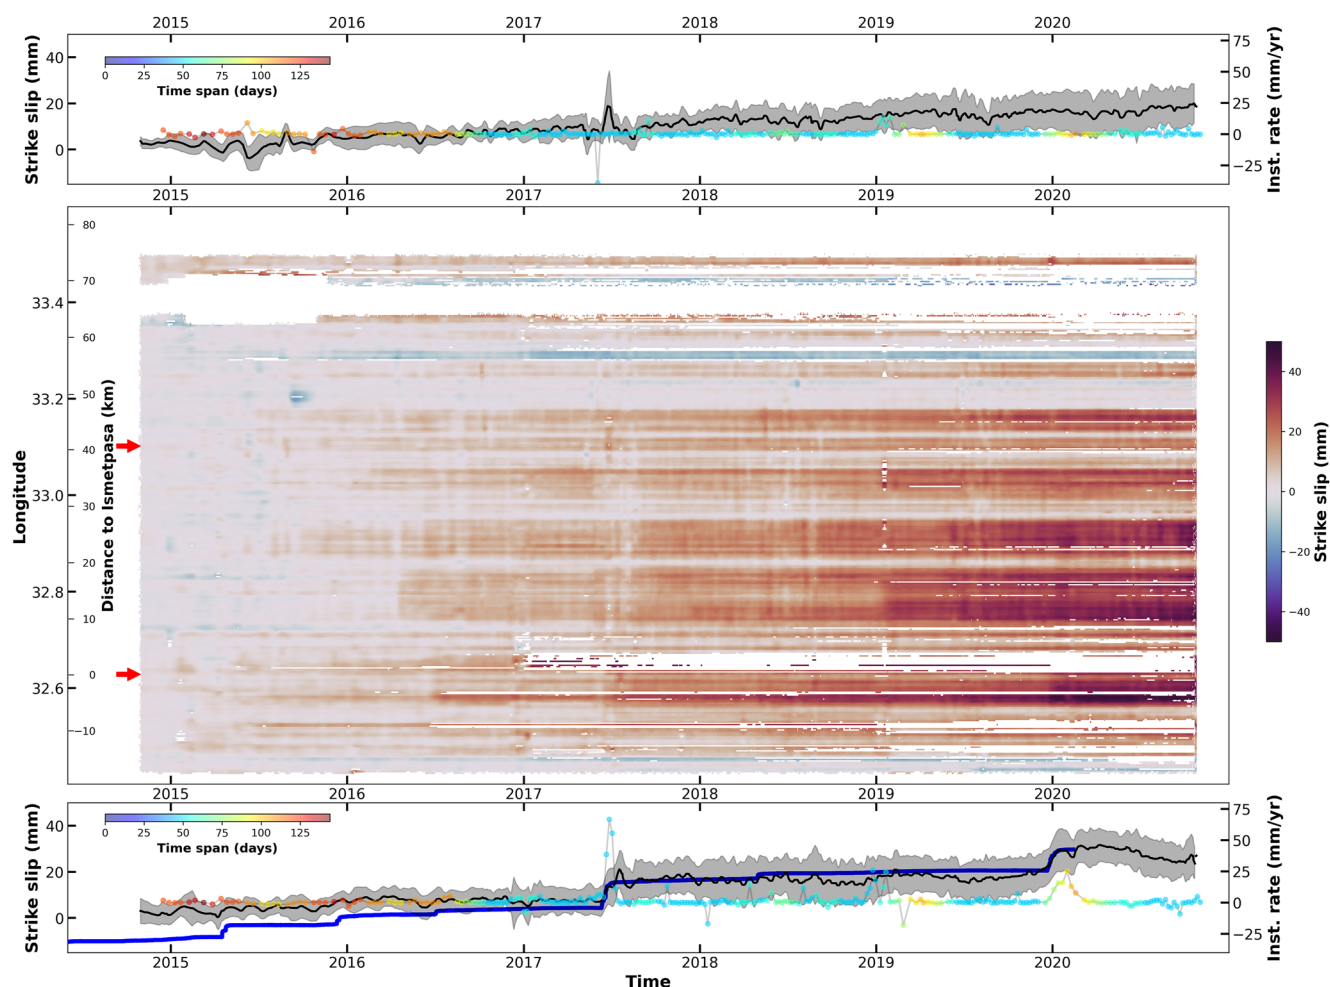 2015 2016 2017 2018 2019 2020
Strike slip (mm)
40
20
0
0 25 50 75 100 125
Time span (days)
75
50
25
0
−25
Inst. rate (mm/yr)
2015 2016 2017 2018 2019 2020
Longitude
33.4
33.2
33.0
32.8
32.6
Distance to Ismetpasa (km)
80
70
60
50
40
30
20
10
0
−10
40
20
0
−20
−40
Strike slip (mm)
2015 2016 2017 2018 2019 2020
Strike slip (mm)
40
20
0
0 25 50 75 100 125
Time span (days)
75
50
25
0
−25
Inst. rate (mm/yr)
2015 2016 2017 2018 2019 2020
Time